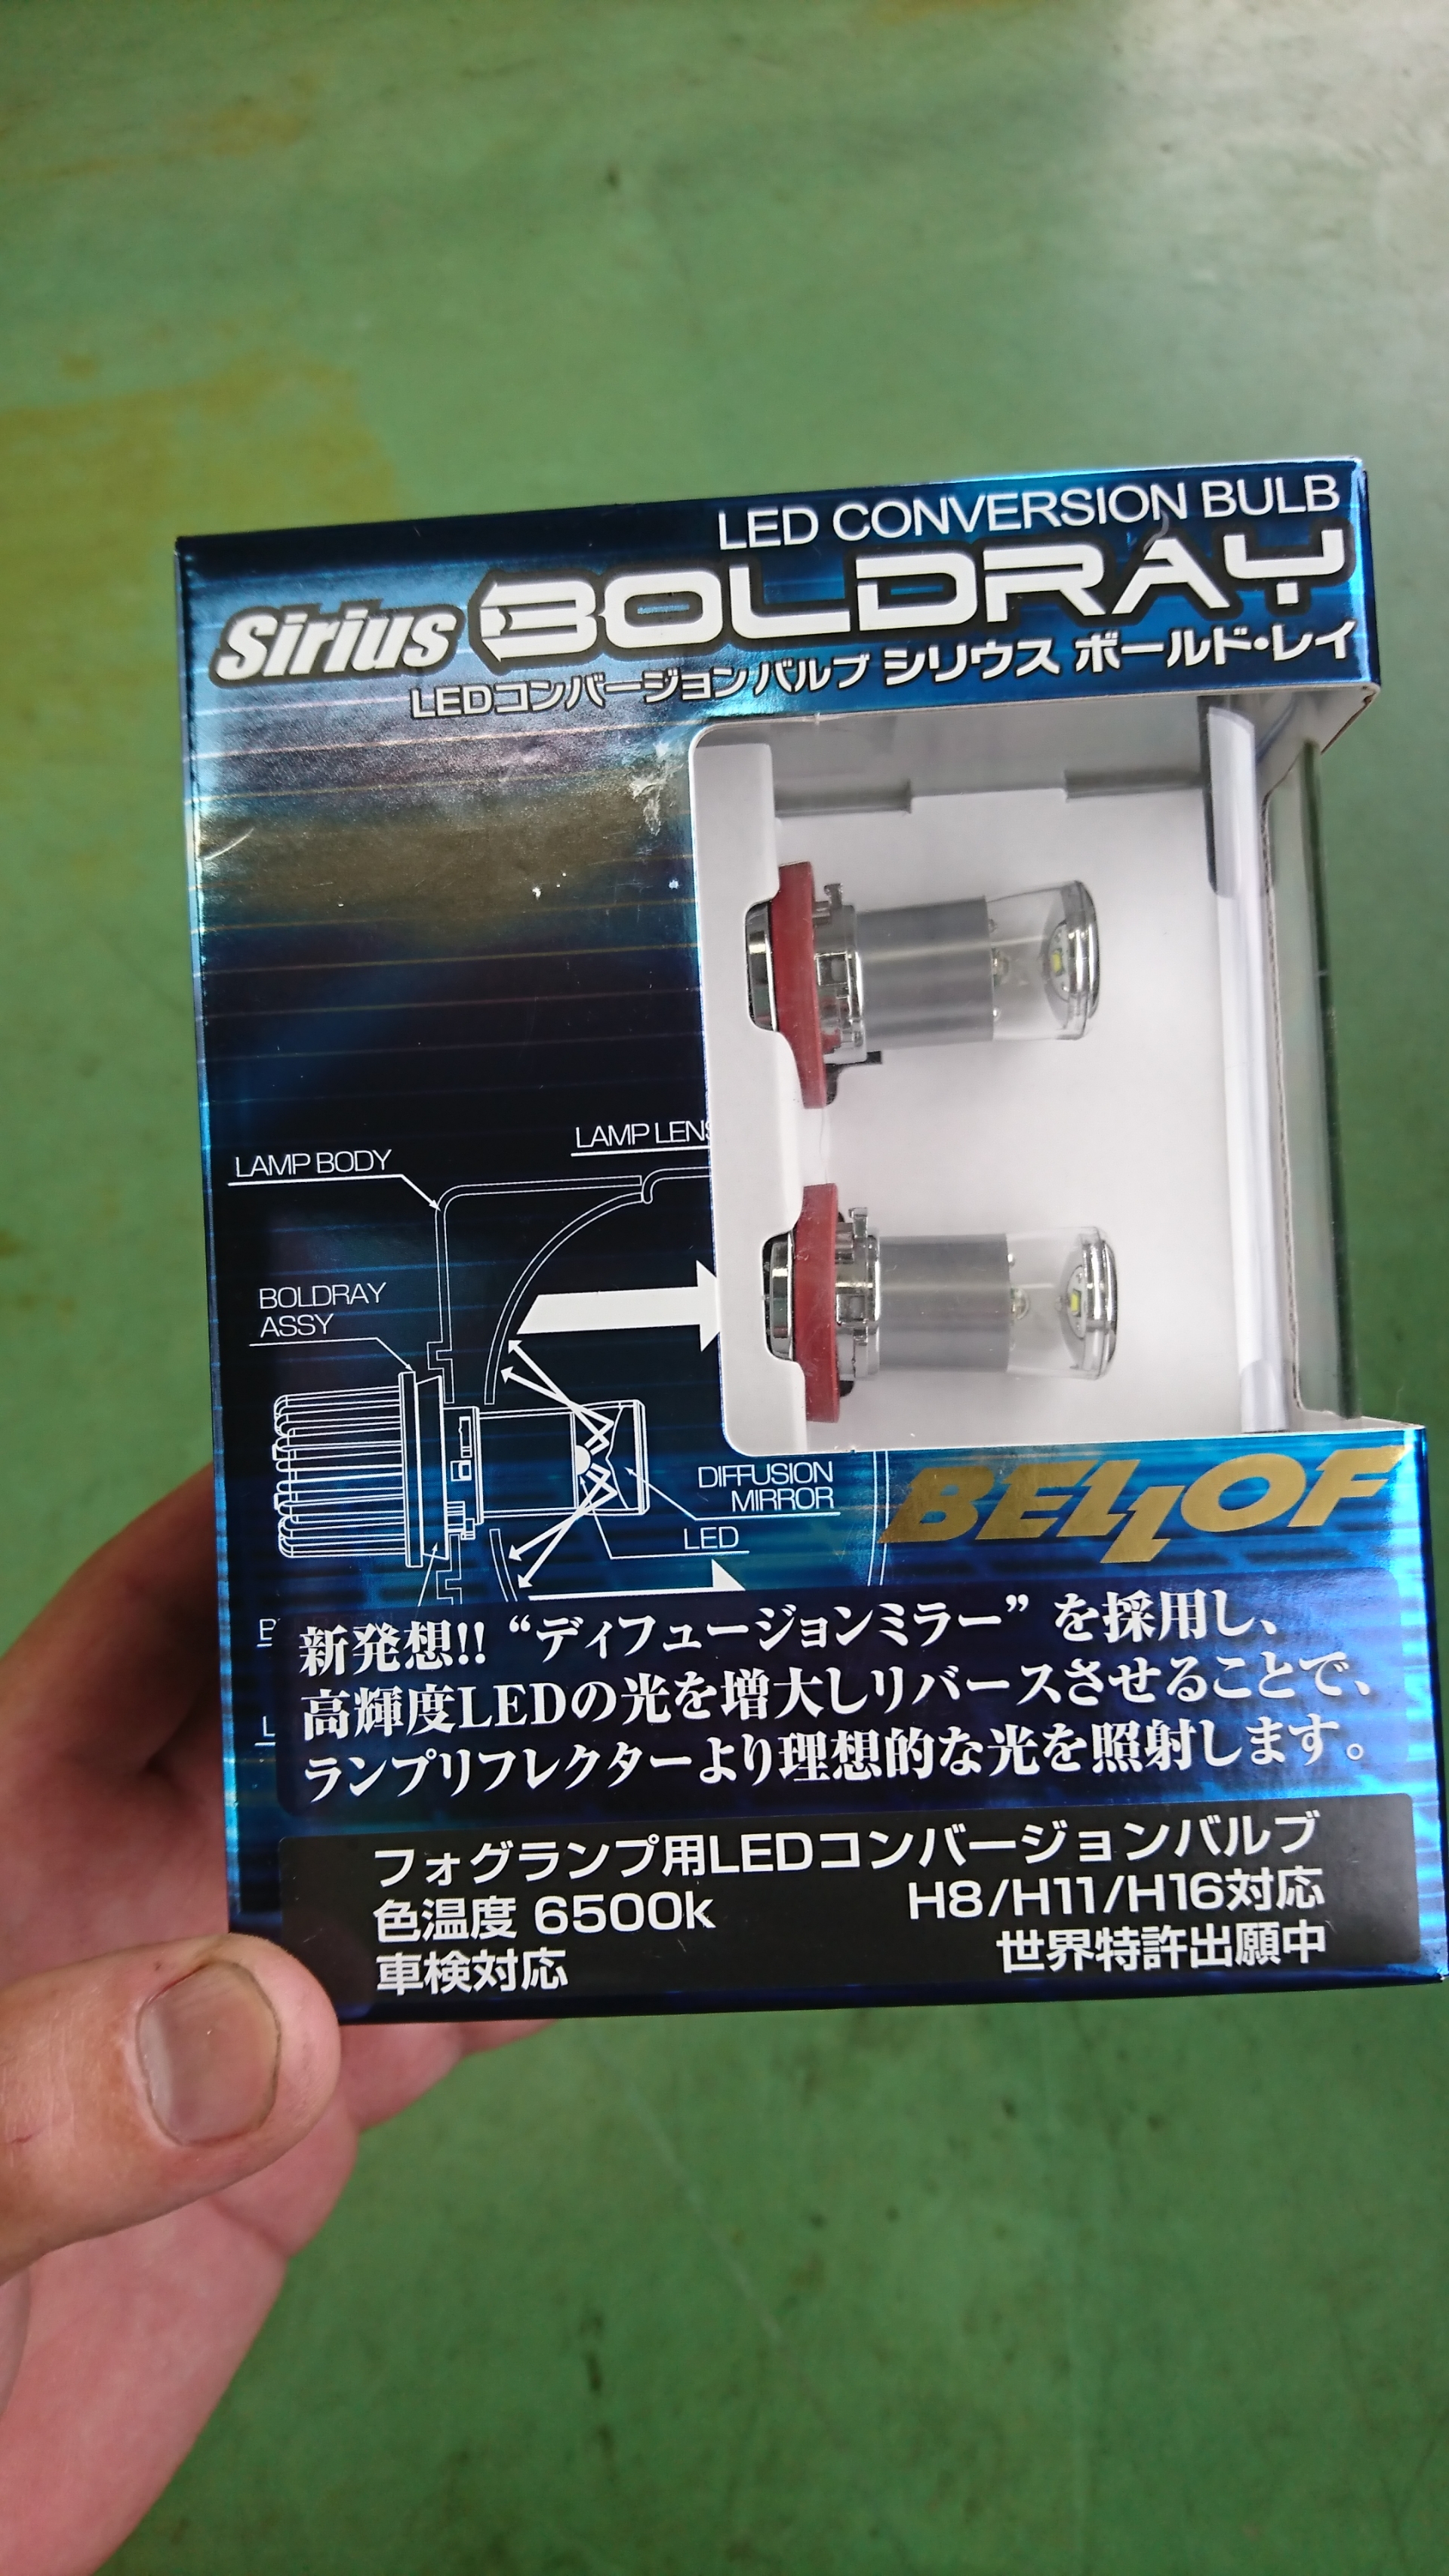 LED CONVERSION BULB
Sirius BOLDRAY
LEDコンバージョンバルブ シリウス ボールド・レイ
LAMP BODY
LAMP LENS
BOLDRAY
ASSY
DIFFUSION
MIRROR
LED
BELLOF
新発想!! “ディフュージョンミラー” を採用し、
高輝度LEDの光を増大しリバースさせることで、
ランプリフレクターより理想的な光を照射します。
フォグランプ用LEDコンバージョンバルブ
色温度 6500k
H8/H11/H16対応
車検対応
世界特許出願中